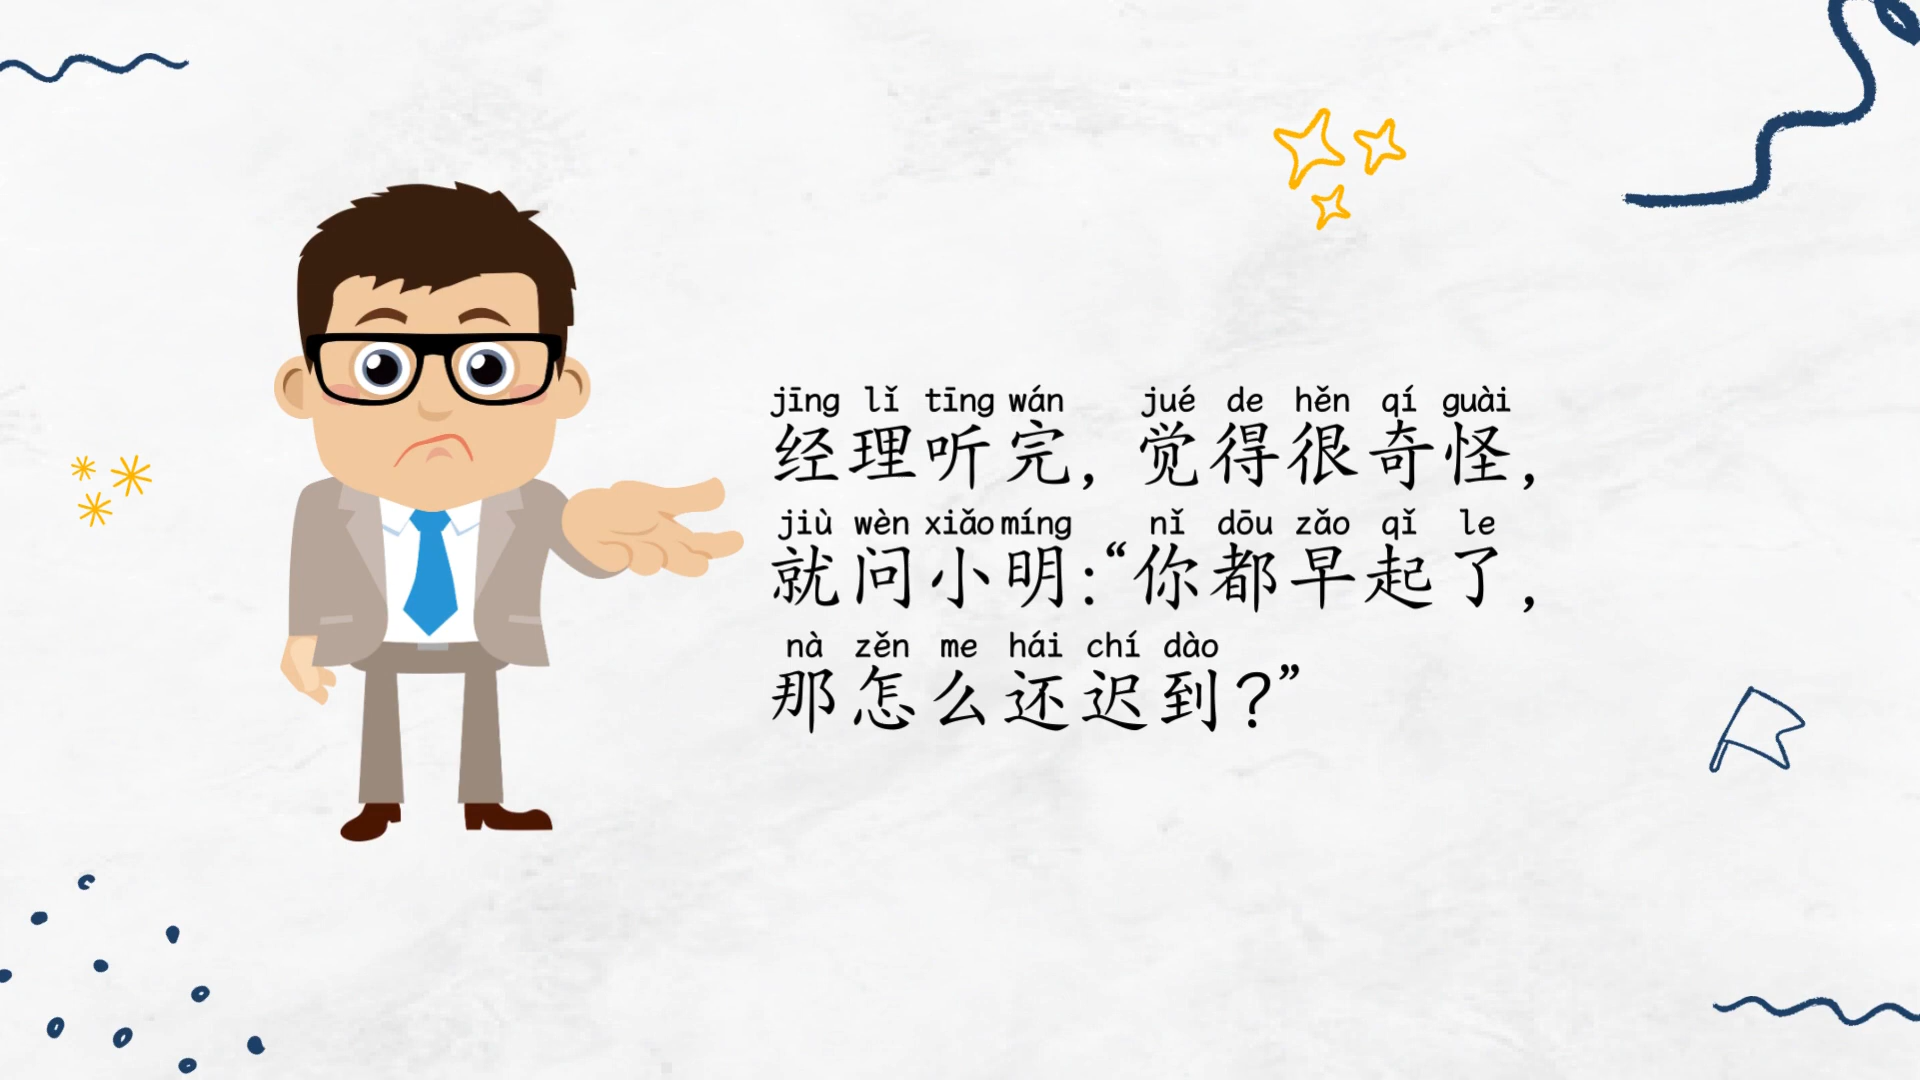 jīng lǐ tīng wán jué de hěn qí guài
经理听完，觉得很奇怪，
jiù wèn xiǎo míng nǐ dōu zǎo qǐ le
就问小明：“你都早起了，
nà zěn me hái chí dào
那怎么还迟到？”